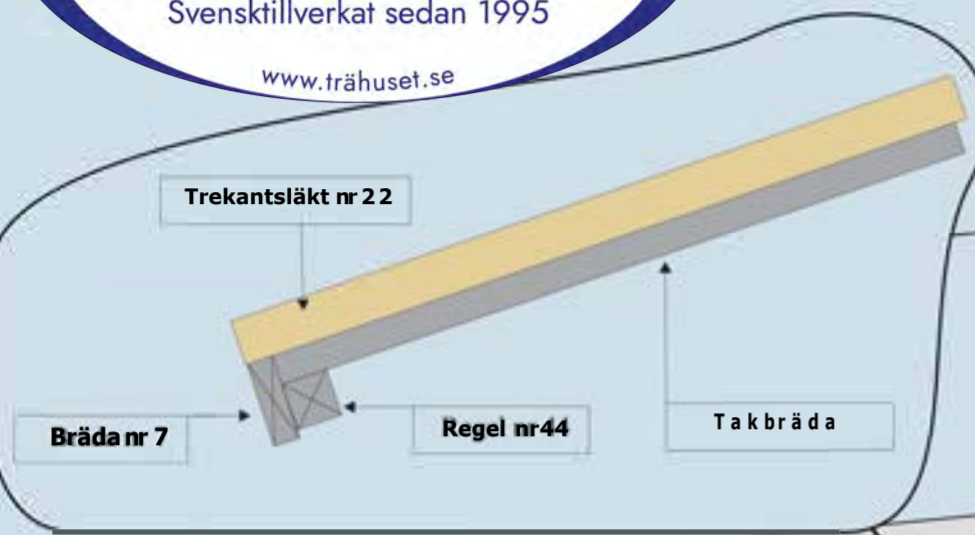 Svensktillverkat sedan 1995
www.trähuset.se
Trekantsläkt nr 22
Bräda nr 7
Regel nr44
Takbräda